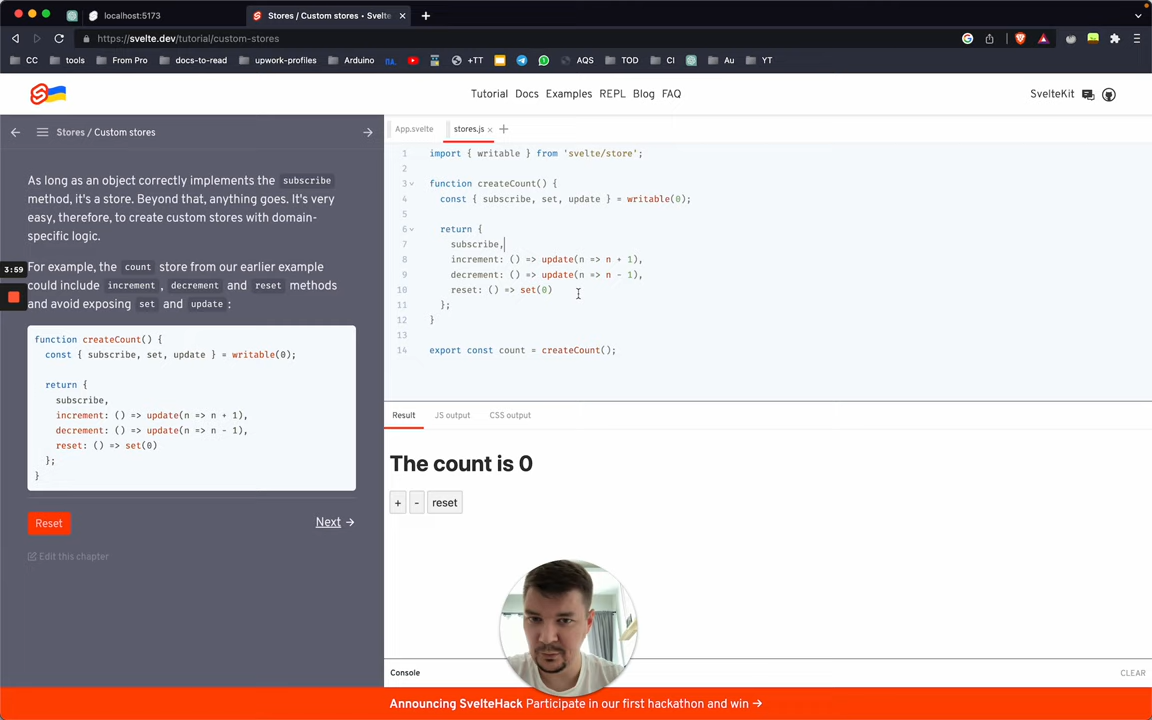 localhost:5173
Stores / Custom stores • Svelte
https://svelte.dev/tutorial/custom-stores
CC
tools
From Pro
docs-to-read
upwork-profiles
Arduino
+TT
AQS
TOD
CI
Au
YT
Tutorial Docs Examples REPL Blog FAQ
SvelteKit
Stores / Custom stores
As long as an object correctly implements the subscribe
method, it's a store. Beyond that, anything goes. It's very
easy, therefore, to create custom stores with domain-
specific logic.
3:59
For example, the count store from our earlier example
could include increment, decrement and reset methods
and avoid exposing set and update:
function createCount() {
const { subscribe, set, update } = writable(0);
return {
subscribe,
increment: () => update(n => n + 1),
decrement: () => update(n => n - 1),
reset: () => set(0)
};
}
Reset
Next →
Edit this chapter
App.svelte
stores.js
1 import { writable } from 'svelte/store';
2
3 function createCount() {
4 const { subscribe, set, update } = writable(0);
5
6 return {
7 subscribe,
8 increment: () => update(n => n + 1),
9 decrement: () => update(n => n - 1),
10 reset: () => set(0)
11 };
12 }
13
14 export const count = createCount();
Result JS output CSS output
The count is 0
+ - reset
Console
CLEAR
Announcing SvelteHack Participate in our first hackathon and win →